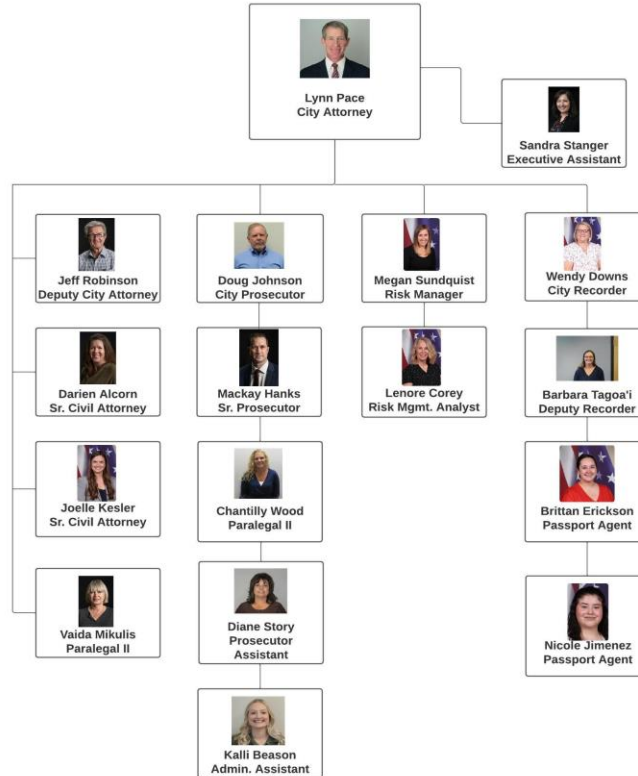 Lynn Pace
City Attorney
Sandra Stanger
Executive Assistant
Jeff Robinson
Deputy City Attorney
Doug Johnson
City Prosecutor
Megan Sundquist
Risk Manager
Wendy Downs
City Recorder
Darien Alcorn
Sr. Civil Attorney
Mackay Hanks
Sr. Prosecutor
Lenore Corey
Risk Mgmt. Analyst
Barbara Tagoa'i
Deputy Recorder
Joelle Kesler
Sr. Civil Attorney
Chantilly Wood
Paralegal II
Brittan Erickson
Passport Agent
Vaida Mikulis
Paralegal II
Diane Story
Prosecutor
Assistant
Nicole Jimenez
Passport Agent
Kalli Beason
Admin. Assistant